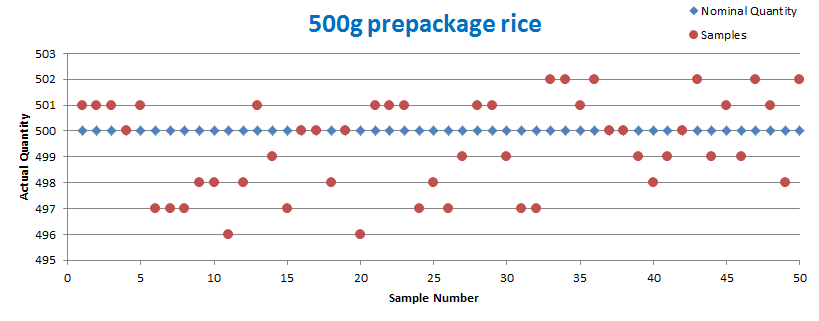 500g prepackage rice
Nominal Quantity
Samples
503
502
501
500
499
498
497
496
495
Actual Quantity
0 5 10 15 20 25 30 35 40 45 50
Sample Number